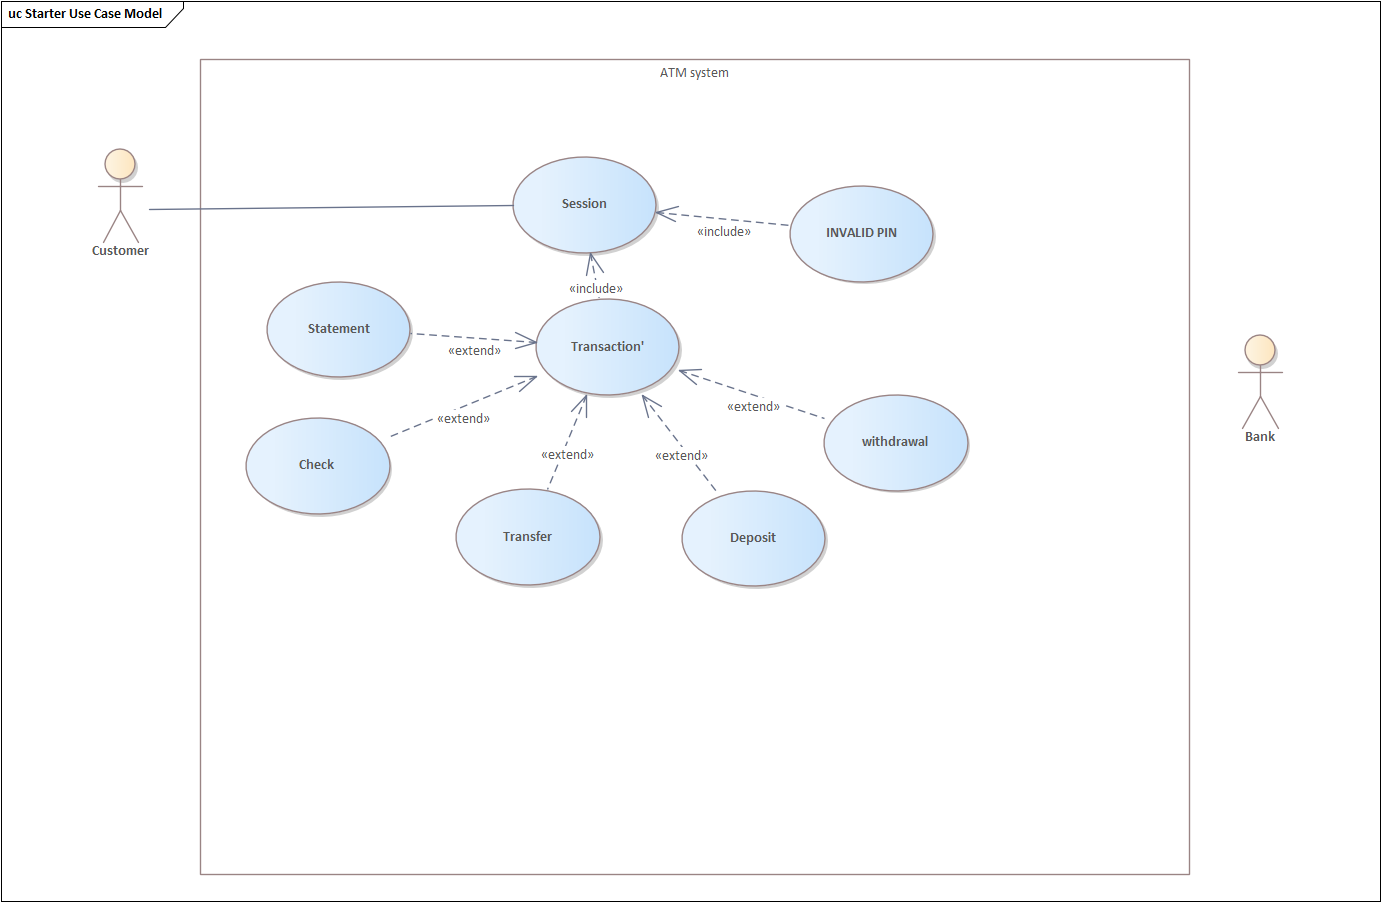 uc Starter Use Case Model
ATM system
Session
INVALID PIN
«include»
Customer
«include»
Statement
Transaction'
«extend»
«extend»
«extend»
Bank
withdrawal
«extend»
«extend»
Check
Transfer
Deposit